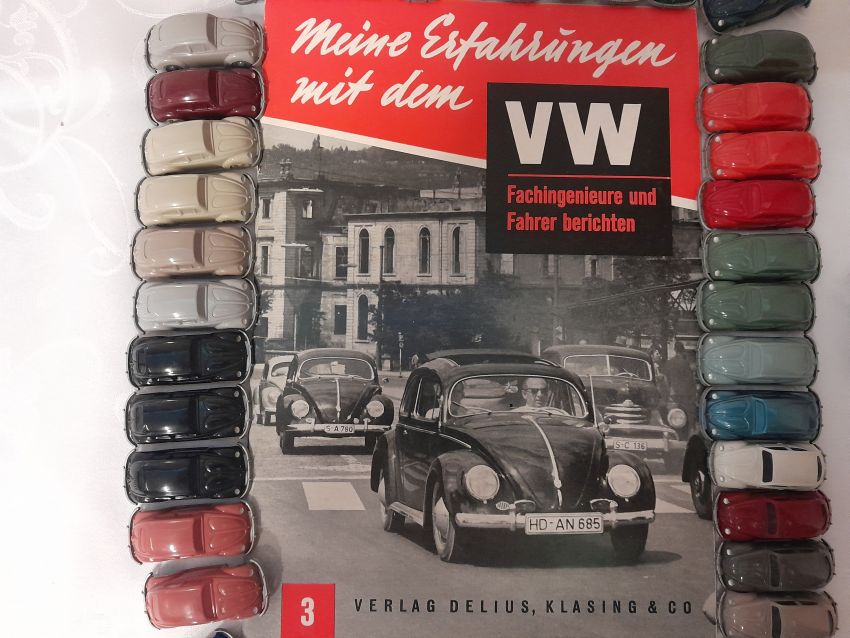 Meine Erfahrungen
mit dem
VW
Fachingenieure und
Fahrer berichten
S-A 780
S-C 136
HD-AN 685
3 VERLAG DELIUS, KLASING & CO